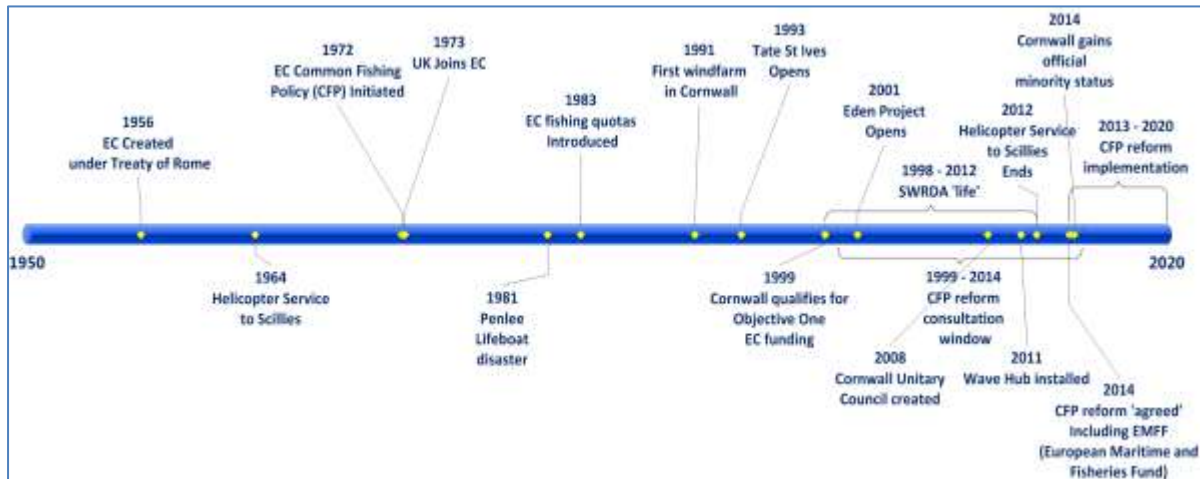 1956
EC Created
under Treaty of Rome
1972
EC Common Fishing
Policy (CFP) Initiated
1973
UK Joins EC
1983
EC fishing quotas
Introduced
1991
First windfarm
in Cornwall
1993
Tate St Ives
Opens
2001
Eden Project
Opens
1998 - 2012
SWRDA 'life'
2012
Helicopter Service
to Scillies
Ends
2014
Cornwall gains
official
minority status
2013 - 2020
CFP reform
implementation
1950
2020
1964
Helicopter Service
to Scillies
1981
Penlee
Lifeboat
disaster
1999
Cornwall qualifies for
Objective One
EC funding
1999 - 2014
CFP reform
consultation
window
2008
Cornwall Unitary
Council created
2011
Wave Hub installed
2014
CFP reform 'agreed'
Including EMFF
(European Maritime and
Fisheries Fund)